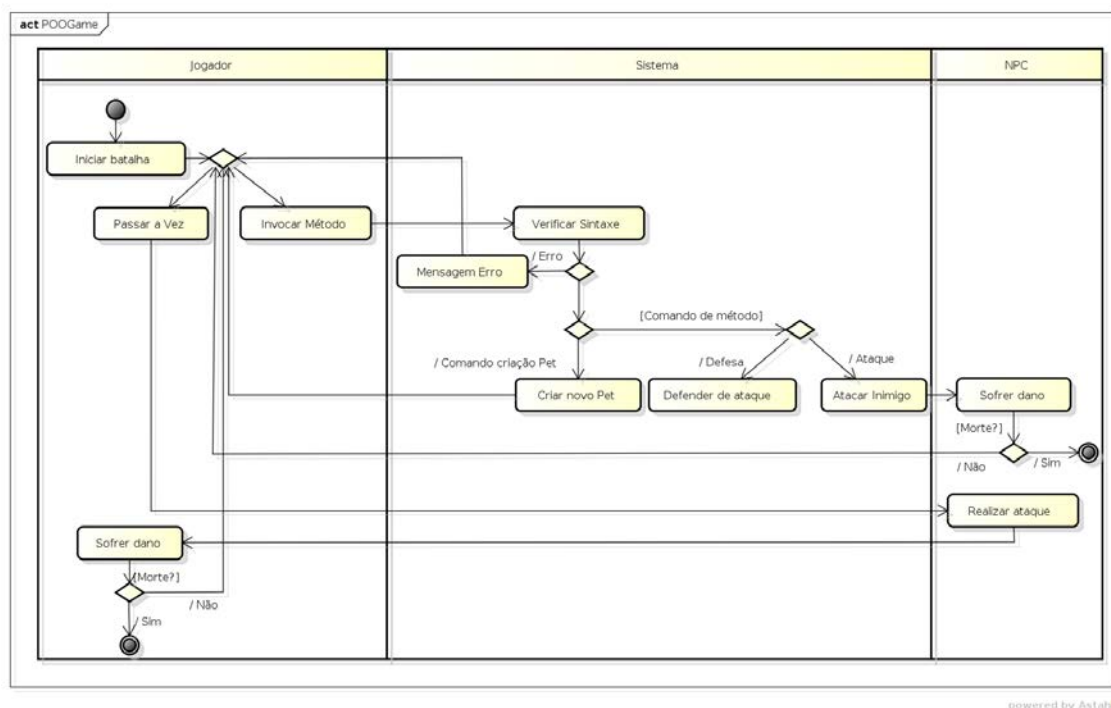 act POOGame
Jogador
Sistema
NPC
Iniciar batalha
Passar a Vez
Invocar Método
Verificar Sintaxe
/ Erro
Mensagem Erro
[Comando de método]
/ Comando criação Pet
/ Defesa
/ Ataque
Criar novo Pet
Defender de ataque
Atacar Inimigo
Sofrer dano
[Morte?]
/ Não
/ Sim
Realizar ataque
Sofrer dano
[Morte?]
/ Não
/ Sim
powered by Astah